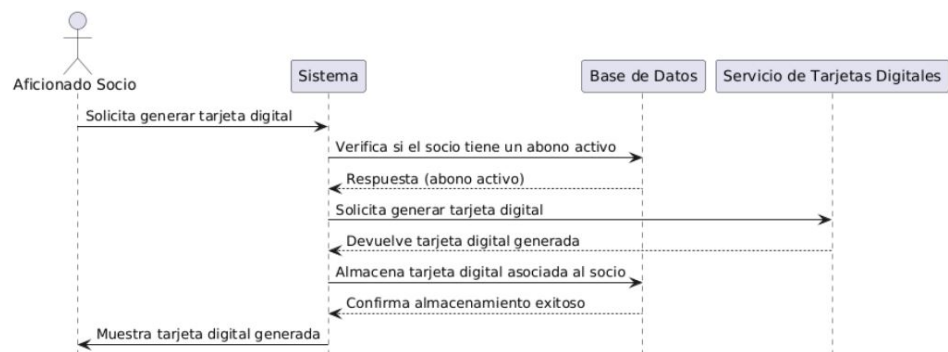 Aficionado Socio
Sistema
Base de Datos
Servicio de Tarjetas Digitales
Solicita generar tarjeta digital
Verifica si el socio tiene un abono activo
Respuesta (abono activo)
Solicita generar tarjeta digital
Devuelve tarjeta digital generada
Almacena tarjeta digital asociada al socio
Confirma almacenamiento exitoso
Muestra tarjeta digital generada